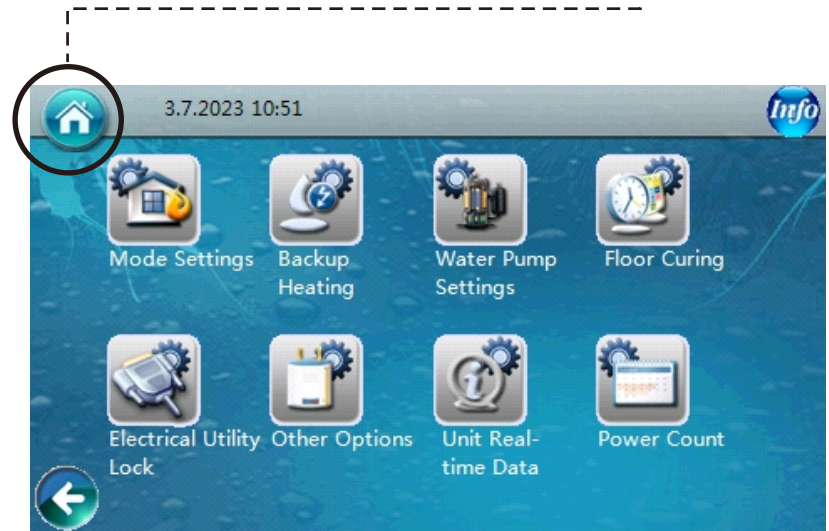 3.7.2023 10:51
Info
Mode Settings
Backup
Heating
Water Pump
Settings
Floor Curing
Electrical Utility
Lock
Other Options
Unit Real-
time Data
Power Count